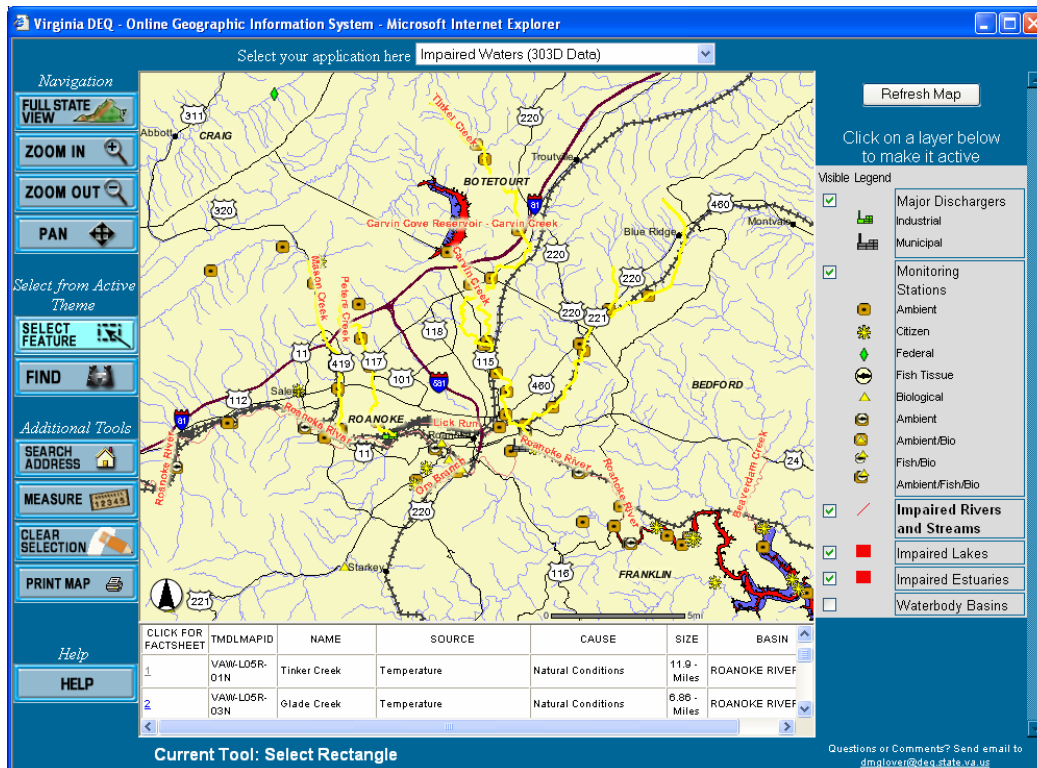 Virginia DEQ - Online Geographic Information System - Microsoft Internet Explorer
Select your application here Impaired Waters (303D Data)
Navigation
FULL STATE
VIEW
ZOOM IN
ZOOM OUT
PAN
Select from Active
Theme
SELECT
FEATURE
FIND
Additional Tools
SEARCH
ADDRESS
MEASURE 12345
CLEAR
SELECTION
PRINT MAP
Help
HELP
311
Abbott
CRAIG
Tinker Creek
220
Troutville
BOTETOURT
81
460
320
Carvin Cove Reservoir - Carvin Creek
Montvale
Blue Ridge
220
220
Mason Creek
Peters Creek
Carvin Creek
220
221
118
11
419
117
115
101
581
460
BEDFORD
112
Salem
81
Roanoke River
ROANOKE
Lick Run
Roanoke River
Roanoke
Roanoke River
11
Roanoke River
Ore Branch
Roanoke River
Beaverdam Creek
24
220
Starkey
116
FRANKLIN
221
0 5mi
Refresh Map
Click on a layer below
to make it active
Visible Legend
Major Dischargers
Industrial
Municipal
Monitoring
Stations
Ambient
Citizen
Federal
Fish Tissue
Biological
Ambient
Ambient/Bio
Fish/Bio
Ambient/Fish/Bio
Impaired Rivers
and Streams
Impaired Lakes
Impaired Estuaries
Waterbody Basins
CLICK FOR
FACTSHEET TMDLMAPID NAME SOURCE CAUSE SIZE BASIN
1 VAW-L05R-
01N Tinker Creek Temperature Natural Conditions 11.9 -
Miles ROANOKE RIVER
2 VAW-L05R-
03N Glade Creek Temperature Natural Conditions 6.86 -
Miles ROANOKE RIVER
Current Tool: Select Rectangle
Questions or Comments? Send email to
dmglover@deq.state.va.us